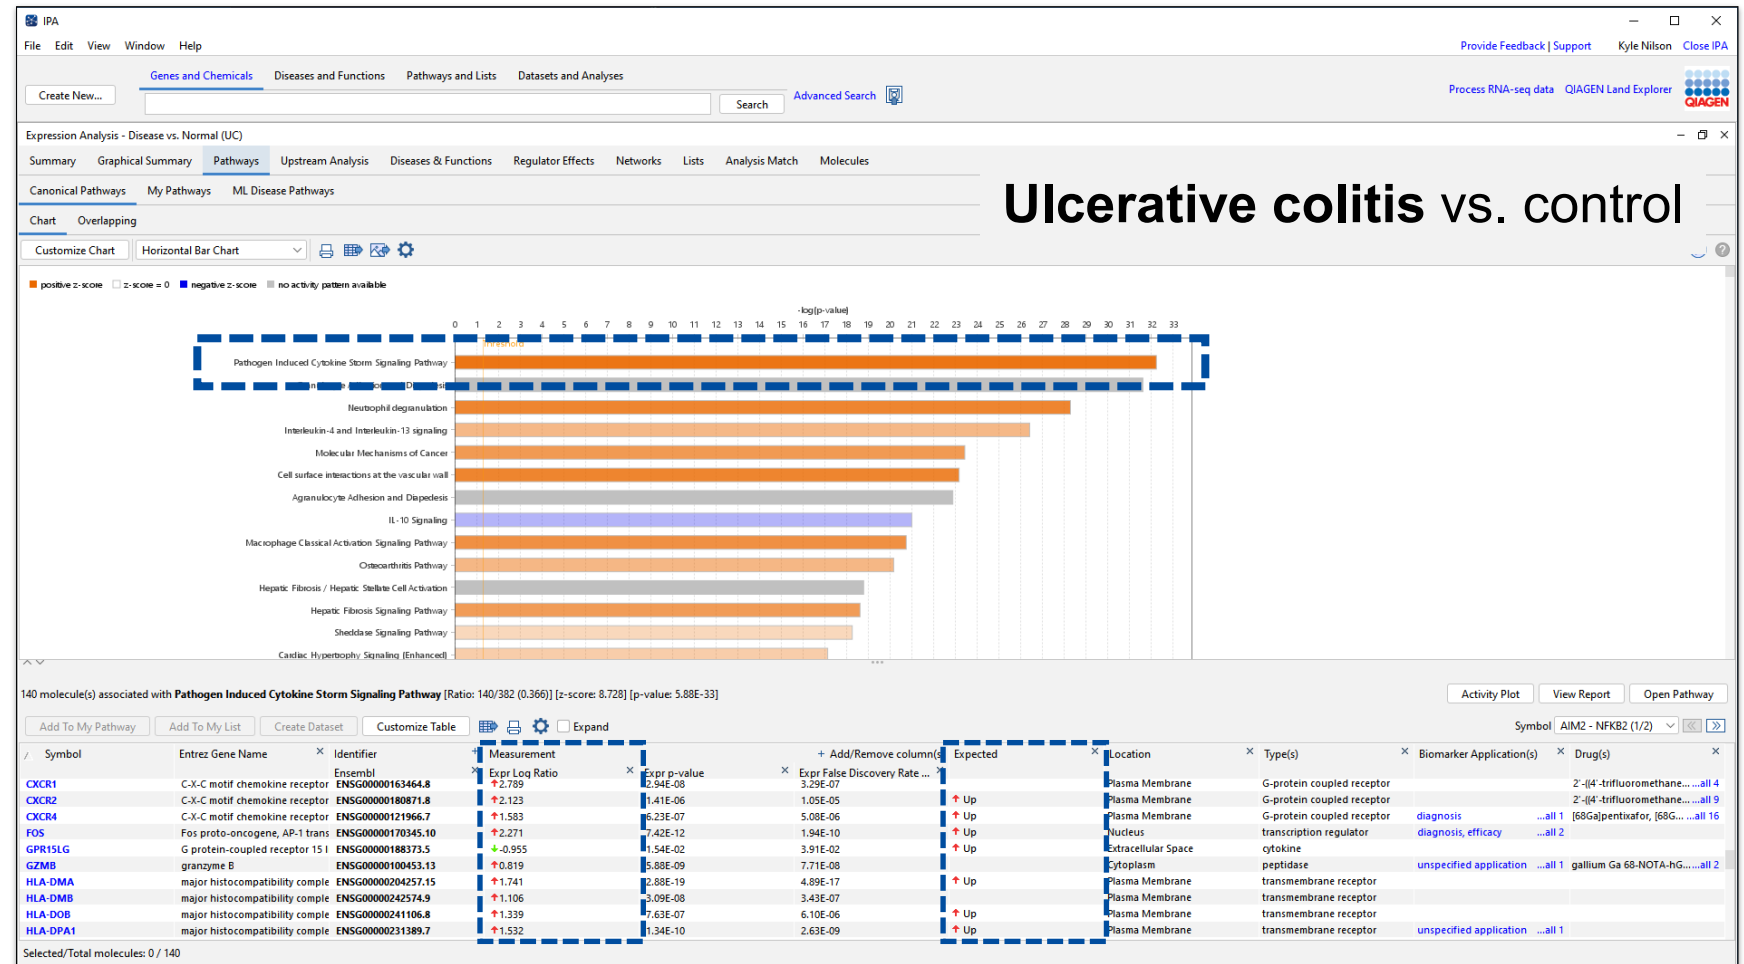 IPA
File Edit View Window Help
Provide Feedback | Support Kyle Nilson Close IPA
Genes and Chemicals Diseases and Functions Pathways and Lists Datasets and Analyses
Create New... Search Advanced Search
Process RNA-seq data QIAGEN Land Explorer
QIAGEN
Expression Analysis - Disease vs. Normal (UC)
Summary Graphical Summary Pathways Upstream Analysis Diseases & Functions Regulator Effects Networks Lists Analysis Match Molecules
Canonical Pathways My Pathways ML Disease Pathways
Ulcerative colitis vs. control
Chart Overlapping
Customize Chart Horizontal Bar Chart
positive z-score z-score = 0 negative z-score no activity pattern available
-log(p-value)
0 1 2 3 4 5 6 7 8 9 10 11 12 13 14 15 16 17 18 19 20 21 22 23 24 25 26 27 28 29 30 31 32 33
Threshold
Pathogen Induced Cytokine Storm Signaling Pathway
Neutrophil degranulation
Interleukin-4 and Interleukin-13 signaling
Molecular Mechanisms of Cancer
Cell surface interactions at the vascular wall
Agranulocyte Adhesion and Diapedesis
IL-10 Signaling
Macrophage Classical Activation Signaling Pathway
Osteoarthritis Pathway
Hepatic Fibrosis / Hepatic Stellate Cell Activation
Hepatic Fibrosis Signaling Pathway
Sheddase Signaling Pathway
Cardiac Hypertrophy Signaling (Enhanced)
140 molecule(s) associated with Pathogen Induced Cytokine Storm Signaling Pathway [Ratio: 140/382 (0.366)] [z-score: 8.728] [p-value: 5.88E-33]
Activity Plot View Report Open Pathway
Add To My Pathway Add To My List Create Dataset Customize Table Expand
Symbol AIM2 - NFKB2 (1/2)
Symbol Entrez Gene Name Identifier Measurement + Add/Remove column(s Expected Location Type(s) Biomarker Application(s) Drug(s)
Ensembl Expr Log Ratio Expr p-value Expr False Discovery Rate ...
CXCR1 C-X-C motif chemokine receptor ENSG00000163464.8 2.789 2.94E-08 3.29E-07 Plasma Membrane G-protein coupled receptor 2'-((4'-trifluoromethane... ...all 4
CXCR2 C-X-C motif chemokine receptor ENSG00000180871.8 2.123 1.41E-06 1.05E-05 Up Plasma Membrane G-protein coupled receptor 2'-((4'-trifluoromethane... ...all 9
CXCR4 C-X-C motif chemokine receptor ENSG00000121966.7 1.583 6.23E-07 5.08E-06 Up Plasma Membrane G-protein coupled receptor diagnosis ...all 1 [68Ga]pentixafor, [68G... ...all 16
FOS Fos proto-oncogene, AP-1 trans ENSG00000170345.10 2.271 7.42E-12 1.94E-10 Up Nucleus transcription regulator diagnosis, efficacy ...all 2
GPR15LG G protein-coupled receptor 15 l ENSG00000188373.5 -0.955 1.54E-02 3.91E-02 Up Extracellular Space cytokine
GZMB granzyme B ENSG00000100453.13 0.819 5.88E-09 7.71E-08 Cytoplasm peptidase unspecified application ...all 1 gallium Ga 68-NOTA-hG... ...all 2
HLA-DMA major histocompatibility comple ENSG00000204257.15 1.741 2.88E-19 4.89E-17 Up Plasma Membrane transmembrane receptor
HLA-DMB major histocompatibility comple ENSG00000242574.9 1.106 3.09E-08 3.43E-07 Plasma Membrane transmembrane receptor
HLA-DOB major histocompatibility comple ENSG00000241106.8 1.339 7.63E-07 6.10E-06 Up Plasma Membrane transmembrane receptor
HLA-DPA1 major histocompatibility comple ENSG00000231389.7 1.532 1.34E-10 2.63E-09 Up Plasma Membrane transmembrane receptor unspecified application ...all 1
Selected/Total molecules: 0 / 140